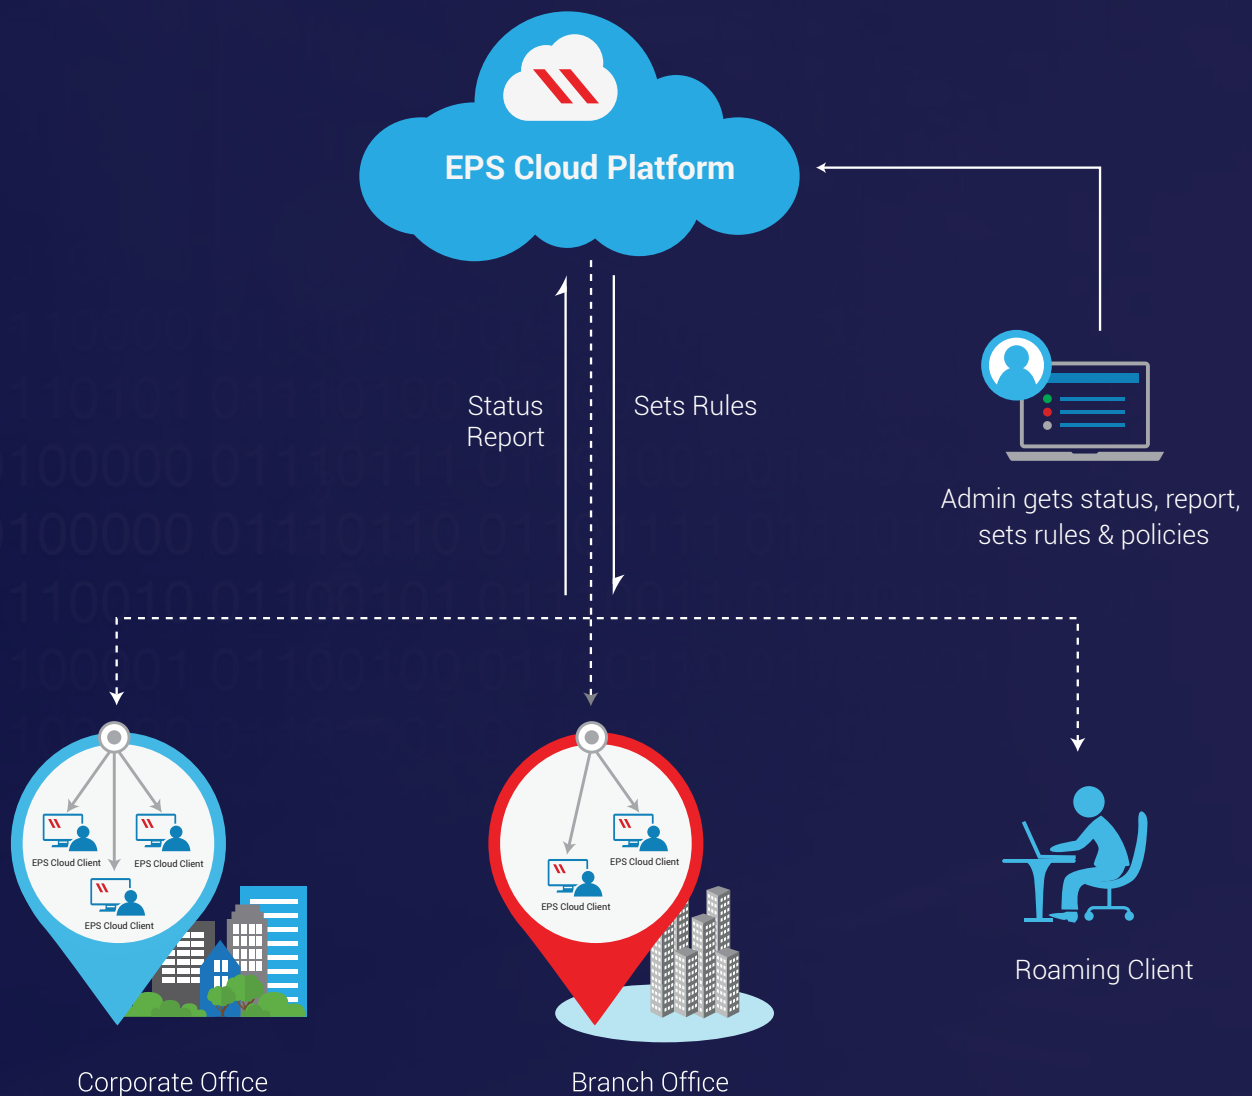 EPS Cloud Platform
Status
Report
Sets Rules
Admin gets status, report,
sets rules & policies
EPS Cloud Client
EPS Cloud Client
EPS Cloud Client
EPS Cloud Client
EPS Cloud Client
Roaming Client
Corporate Office
Branch Office